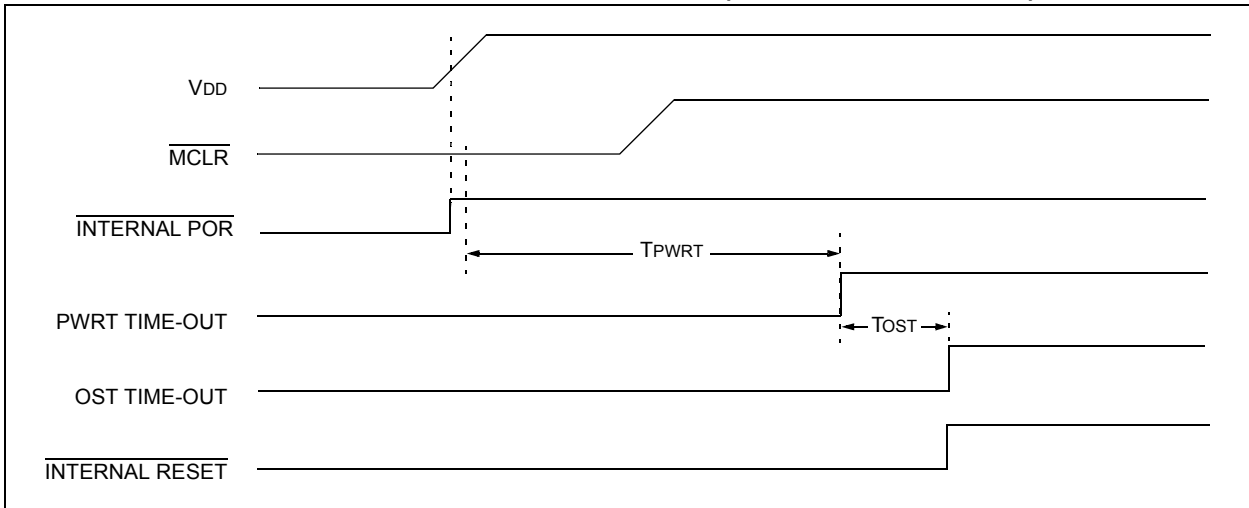 VDD
MCLR
INTERNAL POR
TPWRT
PWRT TIME-OUT
TOST
OST TIME-OUT
INTERNAL RESET